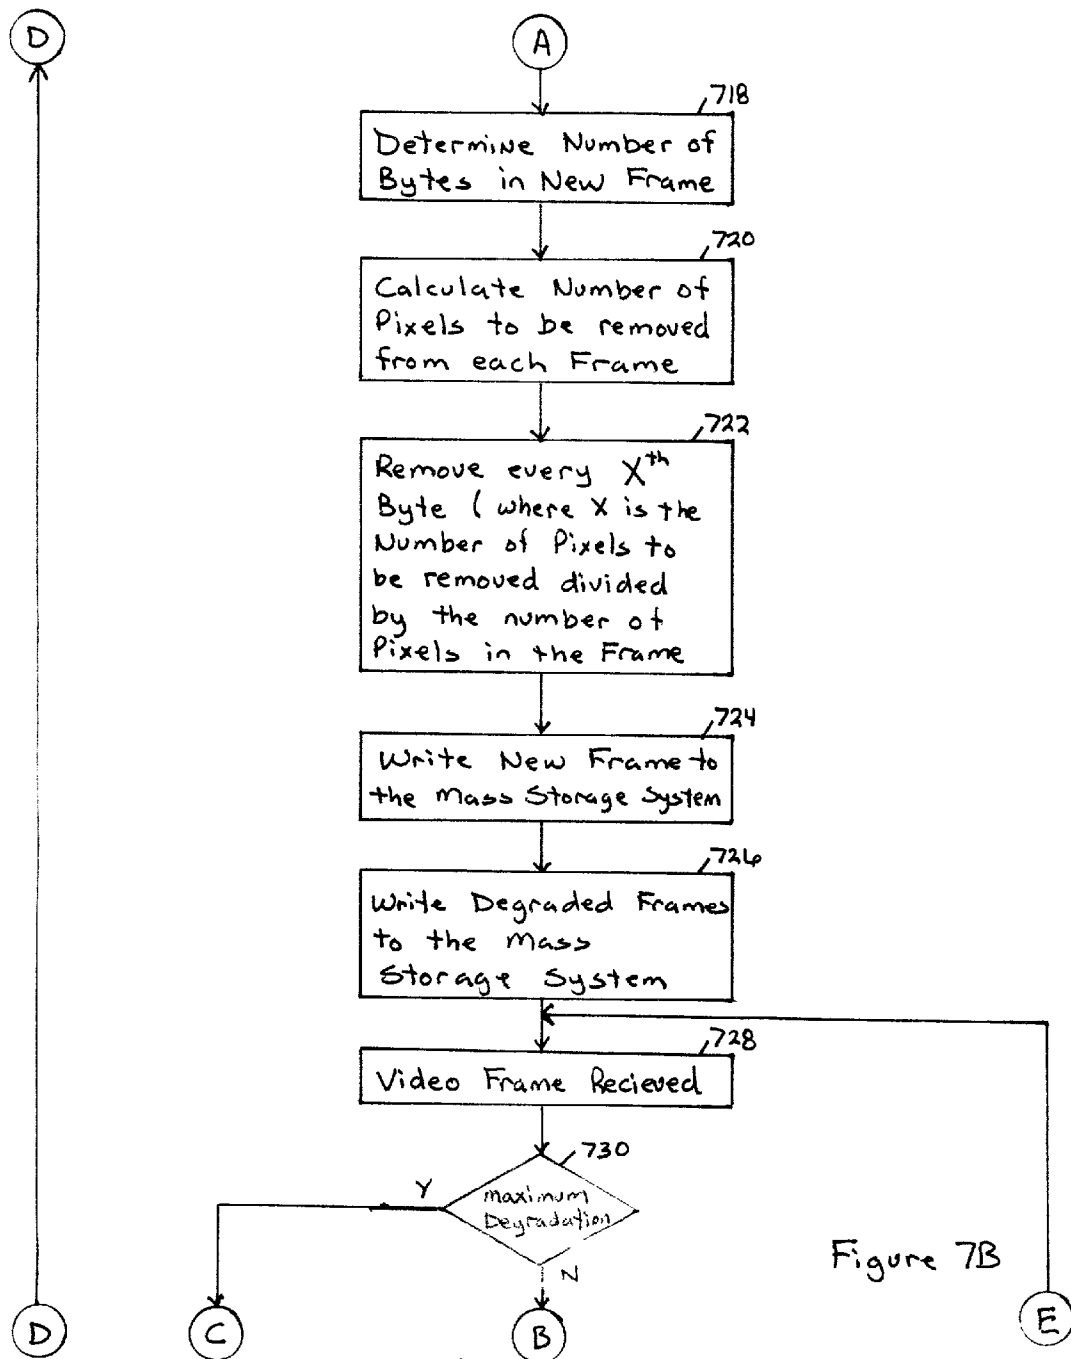 D
A
718
Determine Number of
Bytes in New Frame
720
Calculate Number of
Pixels to be removed
from each Frame
722
Remove every Xth
Byte ( where X is the
Number of Pixels to
be removed divided
by the number of
Pixels in the Frame
724
Write New Frame to
the Mass Storage System
726
Write Degraded Frames
to the Mass
Storage System
728
Video Frame Recieved
730
Y
maximum
Degradation
N
Figure 7B
D
C
B
E